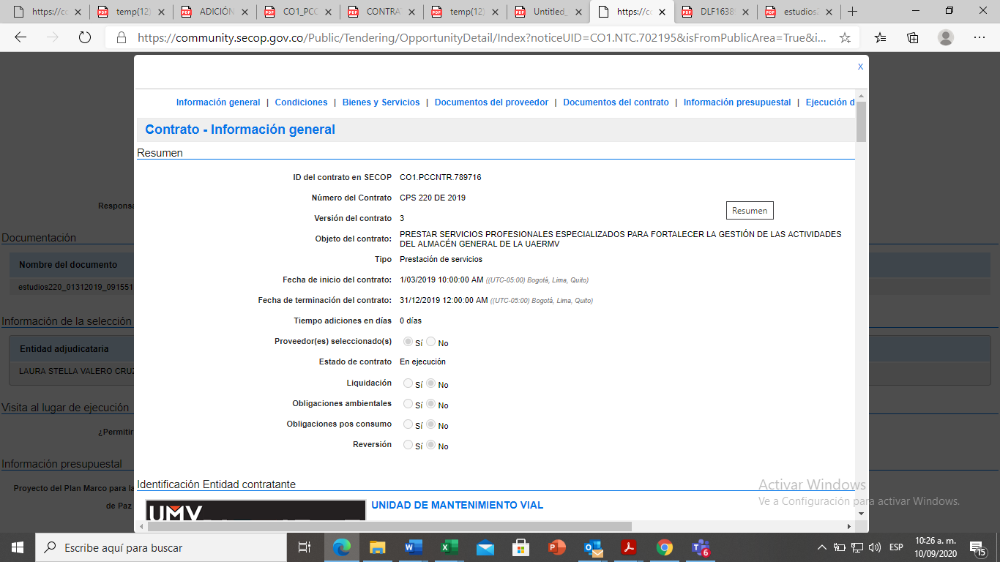 https://cc
temp(12)
ADICIÓN
CO1_PCC
CONTRA
temp(12)
Untitled_
https://cc
DLF1638
estudios2
https://community.secop.gov.co/Public/Tendering/OpportunityDetail/Index?noticeUID=CO1.NTC.702195&isFromPublicArea=True&i...
X
Información general | Condiciones | Bienes y Servicios | Documentos del proveedor | Documentos del contrato | Información presupuestal | Ejecución d
Contrato - Información general
Resumen
ID del contrato en SECOP CO1.PCCNTR.789716
Número del Contrato CPS 220 DE 2019
Resumen
Versión del contrato 3
Objeto del contrato: PRESTAR SERVICIOS PROFESIONALES ESPECIALIZADOS PARA FORTALECER LA GESTIÓN DE LAS ACTIVIDADES
DEL ALMACÉN GENERAL DE LA UAERMV
Tipo Prestación de servicios
Fecha de inicio del contrato: 1/03/2019 10:00:00 AM ((UTC-05:00) Bogotá, Lima, Quito)
Fecha de terminación del contrato: 31/12/2019 12:00:00 AM ((UTC-05:00) Bogotá, Lima, Quito)
Tiempo adiciones en días 0 días
Proveedor(es) seleccionado(s) Sí No
Estado de contrato En ejecución
Liquidación Sí No
Obligaciones ambientales Sí No
Obligaciones pos consumo Sí No
Reversión Sí No
Identificación Entidad contratante
UMV
UNIDAD DE MANTENIMIENTO VIAL
Responsa
Documentación
Nombre del documento
estudios220_01312019_091551
Información de la selección
Entidad adjudicataria
LAURA STELLA VALERO CRUZ
Visita al lugar de ejecución
¿Permitir
Información presupuestal
Proyecto del Plan Marco para la
de Paz
Activar Windows
Ve a Configuración para activar Windows.
Escribe aquí para buscar
6
ESP
10:26 a. m.
10/09/2020
15